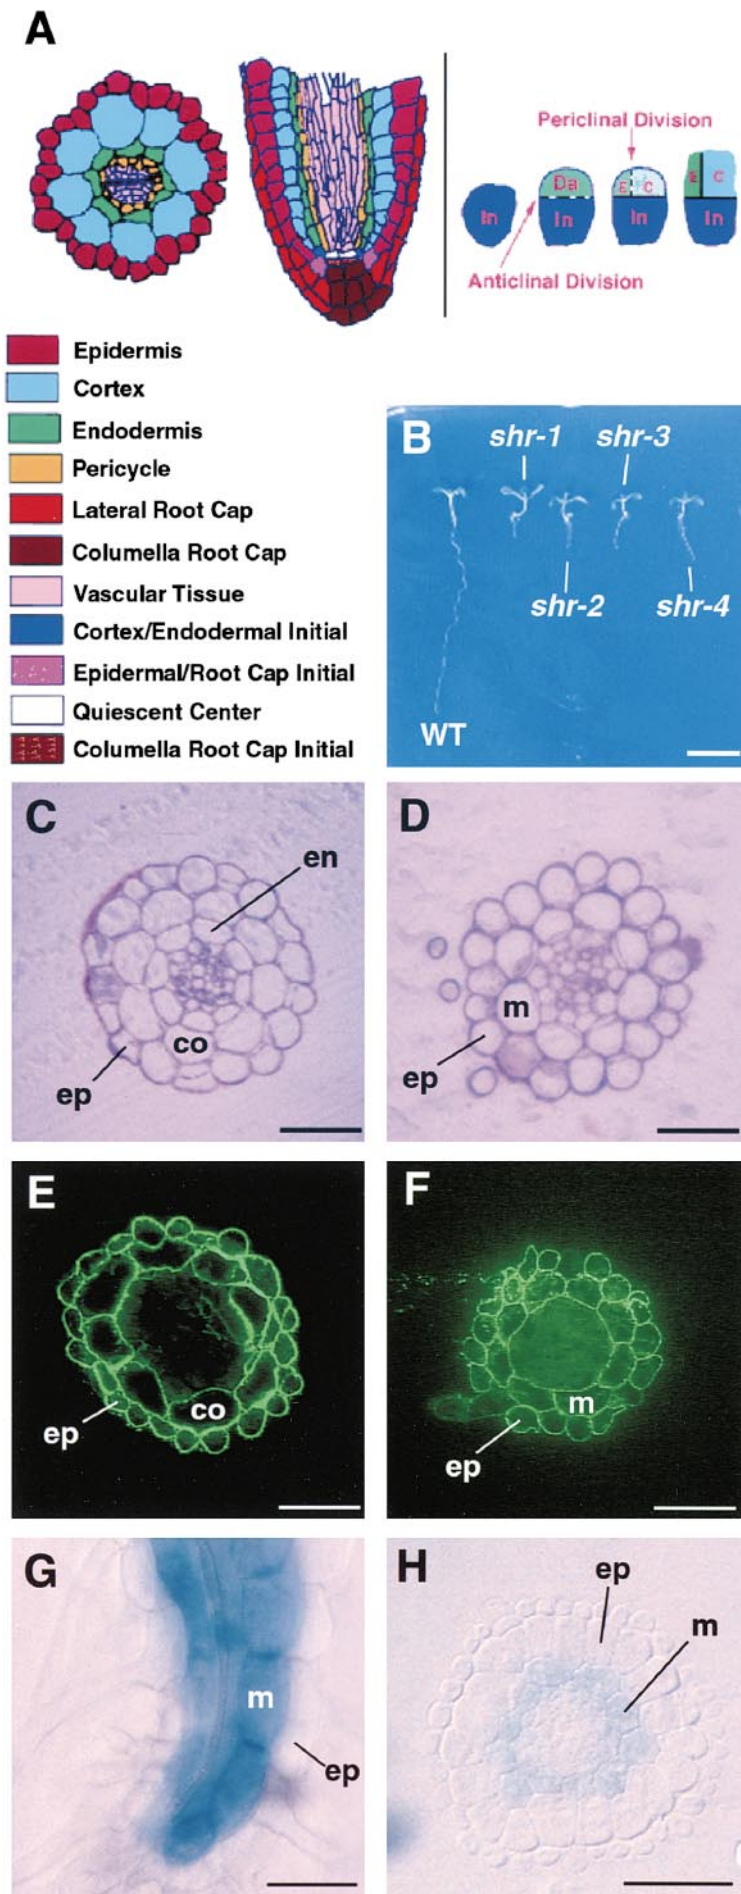 A
Periclinal Division
In
Da
In
E C
In
E C
In
Anticlinal Division
Epidermis
Cortex
Endodermis
Pericycle
Lateral Root Cap
Columella Root Cap
Vascular Tissue
Cortex/Endodermal Initial
Epidermal/Root Cap Initial
Quiescent Center
Columella Root Cap Initial
B
shr-1
shr-3
shr-2
shr-4
WT
C
en
co
ep
D
m
ep
E
co
ep
F
m
ep
G
m
ep
H
ep
m